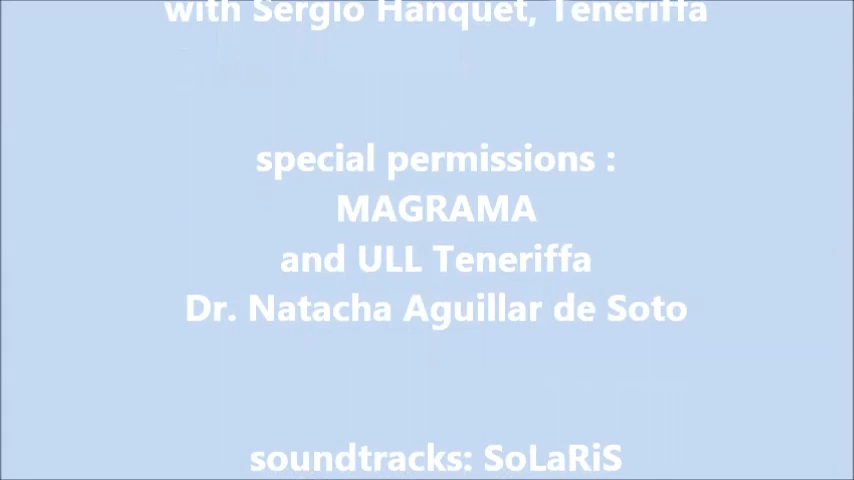 with Sergio Hanquet, Teneriffa
special permissions :
MAGRAMA
and ULL Teneriffa
Dr. Natacha Aguillar de Soto
soundtracks: SoLaRiS